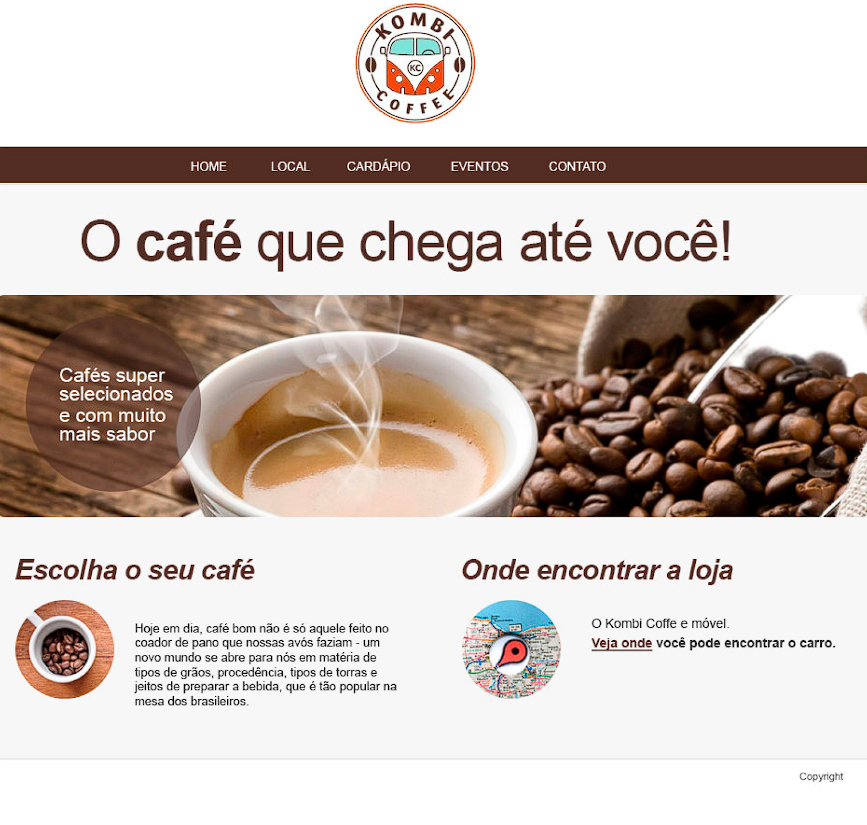 KOMBI
KC
COFFEE
HOME LOCAL CARDÁPIO EVENTOS CONTATO
O café que chega até você!
Cafés super
selecionados
e com muito
mais sabor
Escolha o seu café
Hoje em dia, café bom não é só aquele feito no
coador de pano que nossas avós faziam - um
novo mundo se abre para nós em matéria de
tipos de grãos, procedência, tipos de torras e
jeitos de preparar a bebida, que é tão popular na
mesa dos brasileiros.
Onde encontrar a loja
O Kombi Coffe e móvel.
Veja onde você pode encontrar o carro.
Copyright